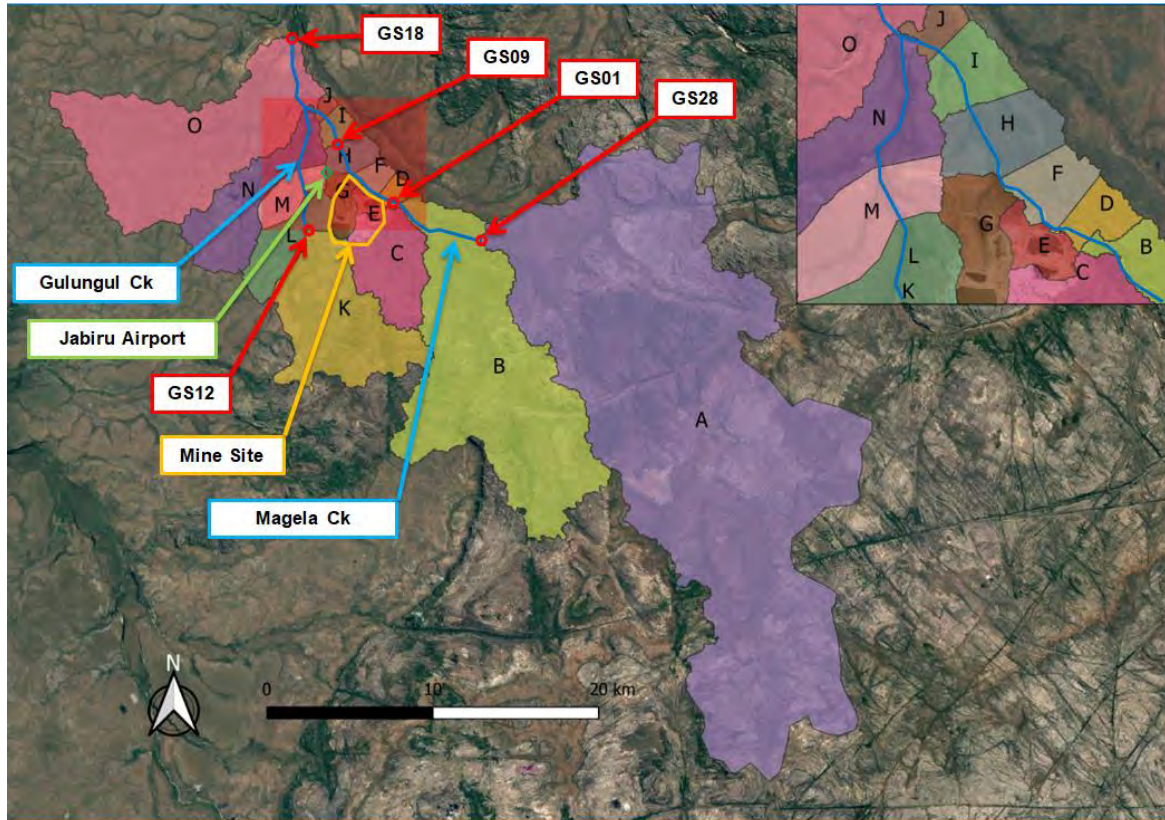 GS18
GS09
GS01
GS28
O
J
I
H
F
D
N
M
G
E
L
C
K
B
A
Gulungul Ck
Jabiru Airport
GS12
Mine Site
Magela Ck
N
0
10
20 km
J
O
I
N
H
F
M
D
G
E
B
L
C
K